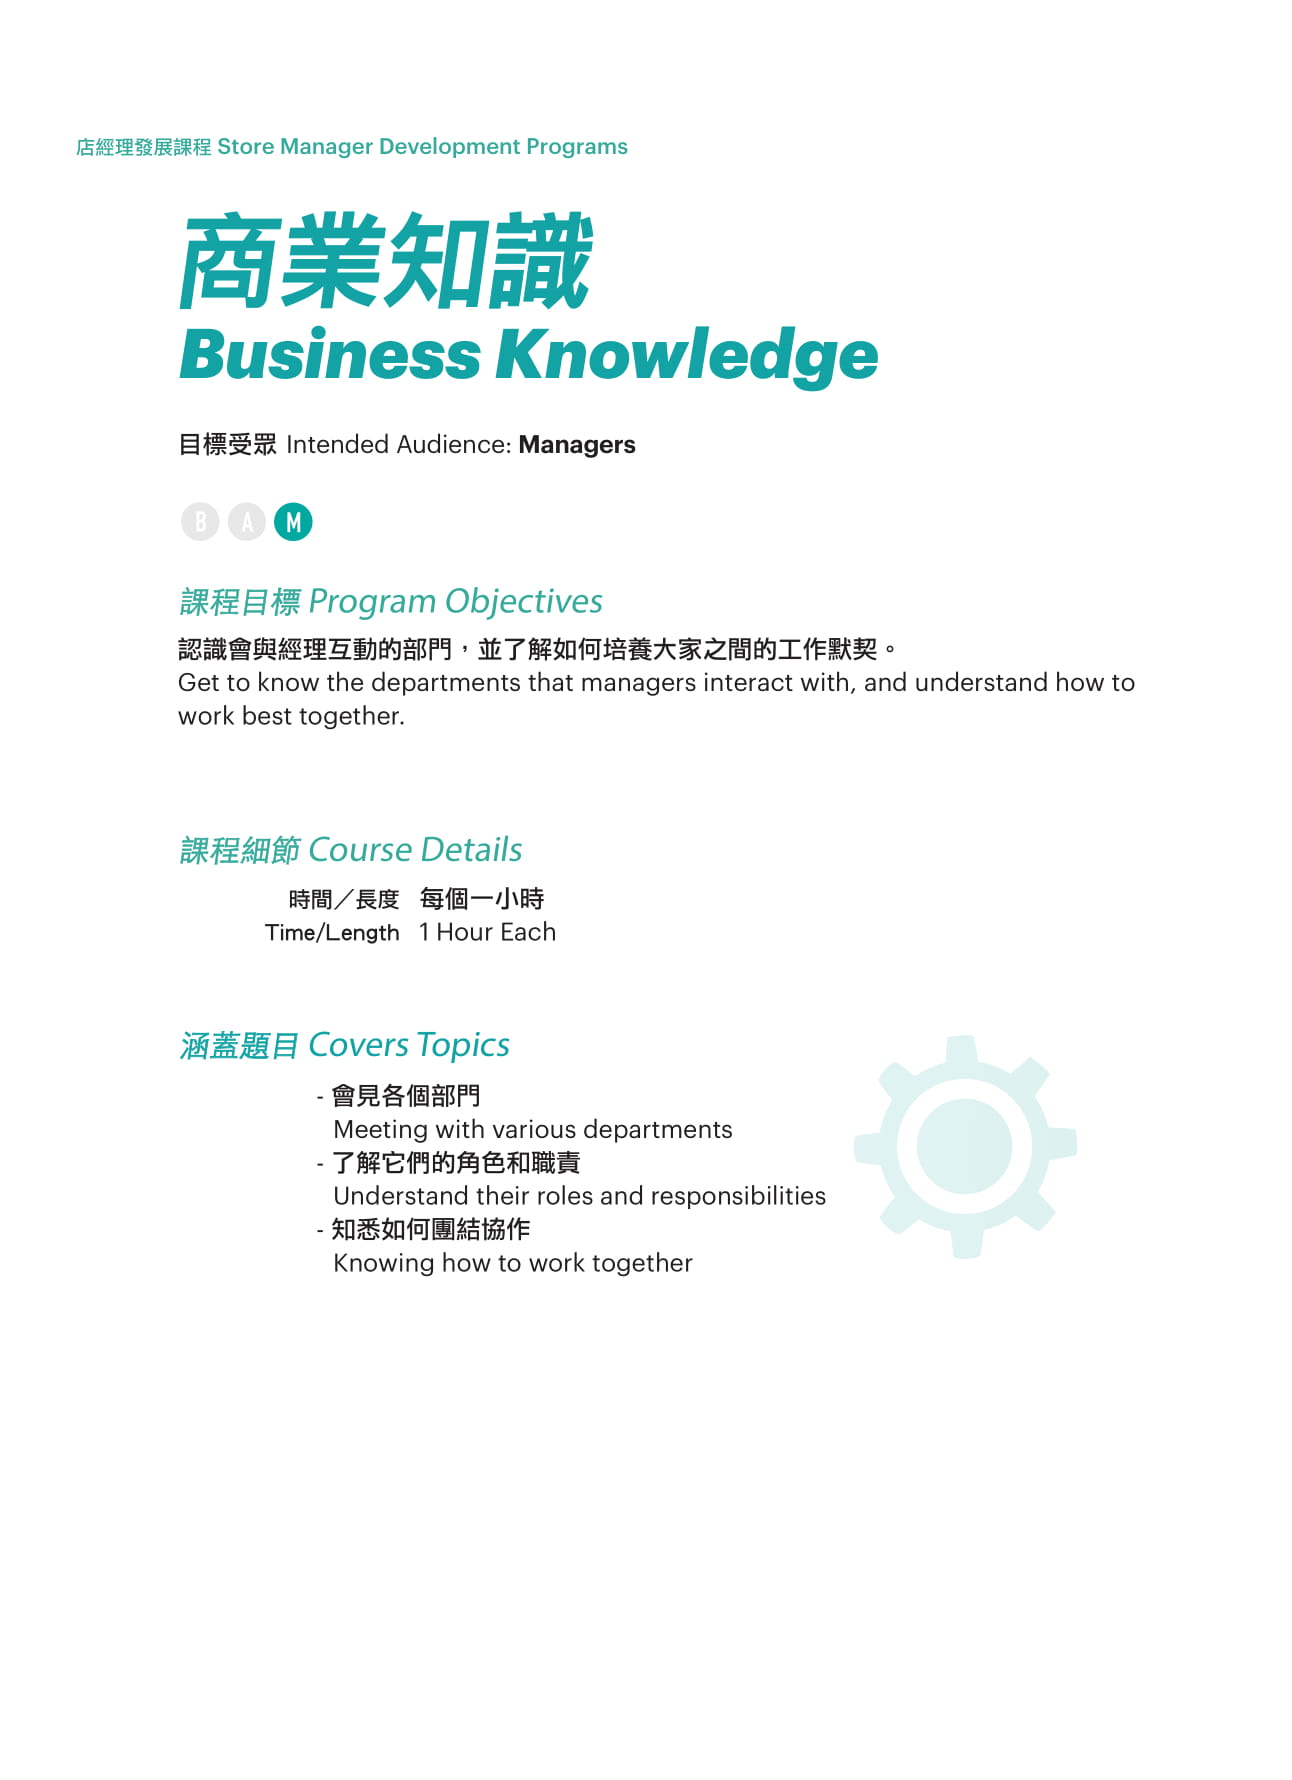 店經理發展課程 Store Manager Development Programs
商業知識
Business Knowledge
目標受眾 Intended Audience: Managers
B A M
課程目標 Program Objectives
認識會與經理互動的部門，並了解如何培養大家之間的工作默契。
Get to know the departments that managers interact with, and understand how to
work best together.
課程細節 Course Details
時間／長度 每個一小時
Time/Length 1 Hour Each
涵蓋題目 Covers Topics
- 會見各個部門
Meeting with various departments
- 了解它們的角色和職責
Understand their roles and responsibilities
- 知悉如何團結協作
Knowing how to work together